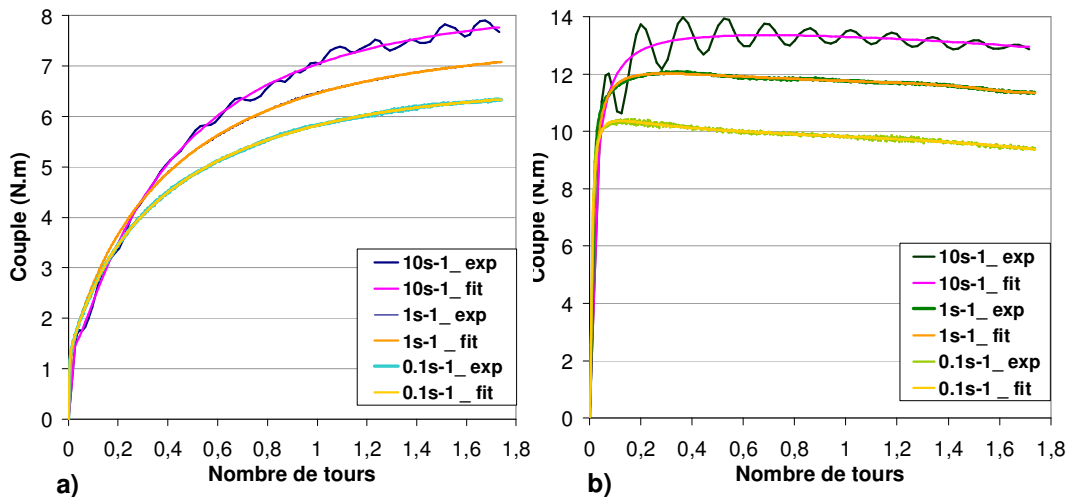 8
7
6
5
4
3
2
1
0
Couple (N.m)
10s-1_ exp
10s-1_ fit
1s-1_ exp
1s-1_ fit
0.1s-1_ exp
0.1s-1 _ fit
0 0,2 0,4 0,6 0,8 1 1,2 1,4 1,6 1,8
Nombre de tours
a)
14
12
10
8
6
4
2
0
Couple (N.m)
10s-1_ exp
10s-1_ fit
1s-1_ exp
1s-1_ fit
0.1s-1_ exp
0.1s-1_ fit
0 0,2 0,4 0,6 0,8 1 1,2 1,4 1,6 1,8
Nombre de tours
b)